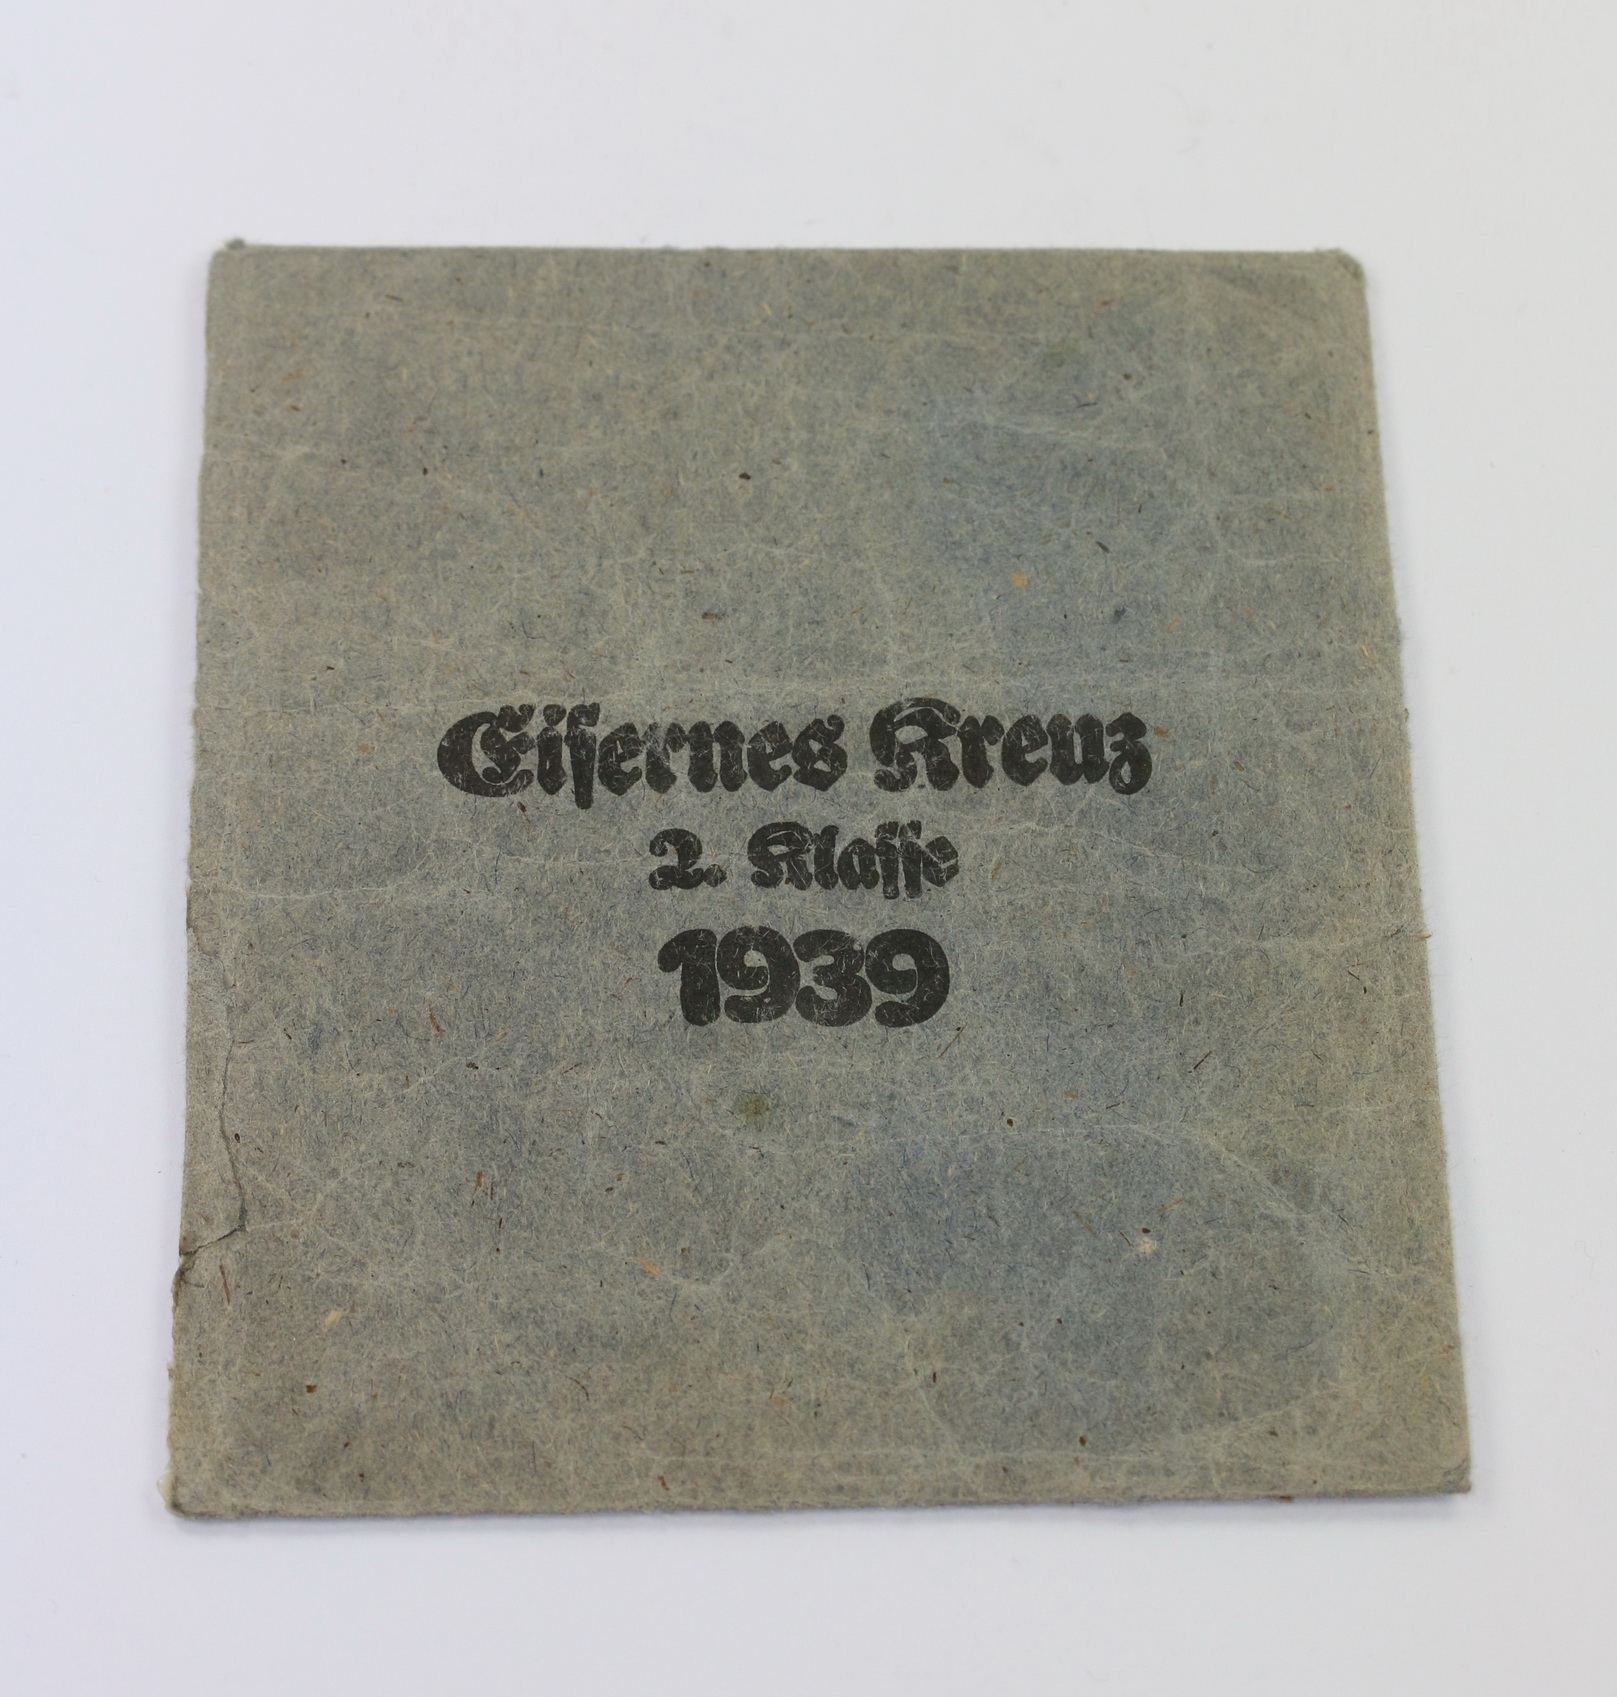 Eiſernes Kreuz
2. Klaſſe
1939